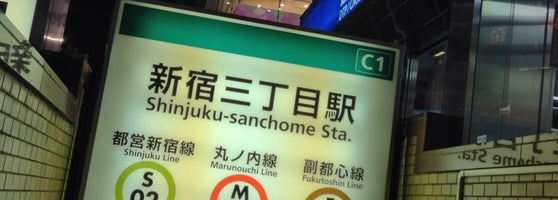 C1
新宿三丁目駅
Shinjuku-sanchome Sta.
都営新宿線 丸ノ内線 副都心線
Shinjuku Line Marunouchi Line Fukutoshin Line
S M F
02